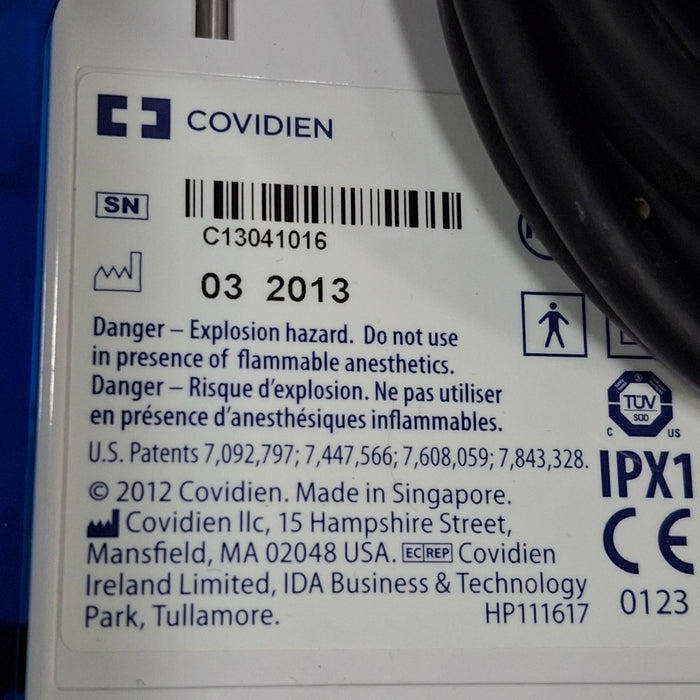 COVIDIEN
SN
C13041016
03 2013
Danger – Explosion hazard. Do not use
in presence of flammable anesthetics.
Danger – Risque d'explosion. Ne pas utiliser
en présence d'anesthésiques inflammables.
U.S. Patents 7,092,797; 7,447,566; 7,608,059; 7,843,328.
© 2012 Covidien. Made in Singapore.
Covidien llc, 15 Hampshire Street,
Mansfield, MA 02048 USA. EC REP Covidien
Ireland Limited, IDA Business & Technology
Park, Tullamore.
HP111617
TÜV
SÜD
C US
IPX1
CE
0123